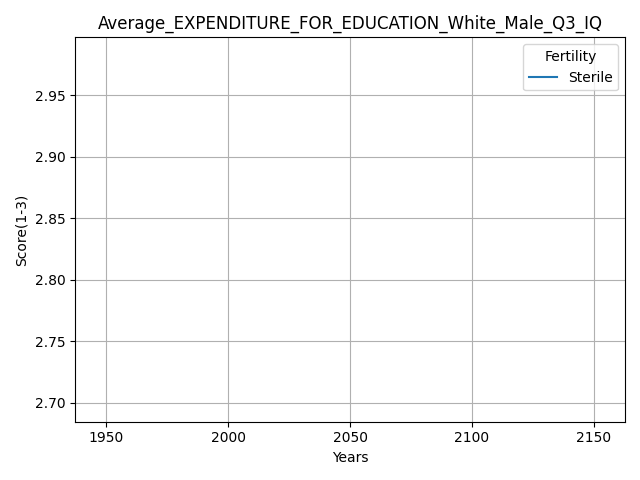 Average_EXPENDITURE_FOR_EDUCATION_White_Male_Q3_IQ
Fertility
Sterile
Score(1-3)
2.95
2.90
2.85
2.80
2.75
2.70
1950 2000 2050 2100 2150
Years